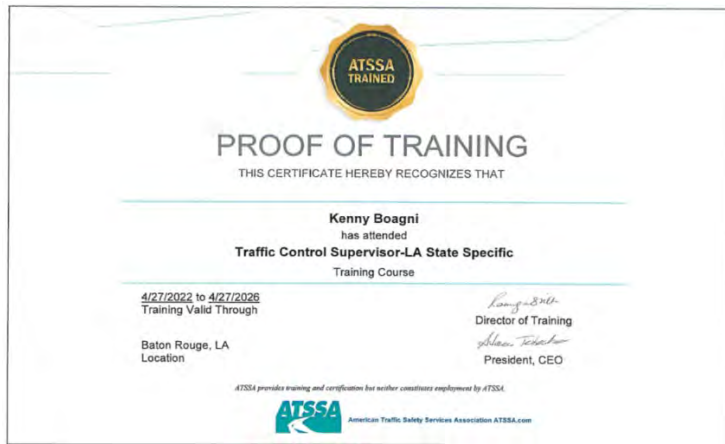 ATSSA
TRAINED
PROOF OF TRAINING
THIS CERTIFICATE HEREBY RECOGNIZES THAT
Kenny Boagni
has attended
Traffic Control Supervisor-LA State Specific
Training Course
4/27/2022 to 4/27/2026
Training Valid Through
Director of Training
Baton Rouge, LA
Location
President, CEO
ATSSA provides training and certification but neither constitutes employment by ATSSA.
ATSSA
American Traffic Safety Services Association ATSSA.com